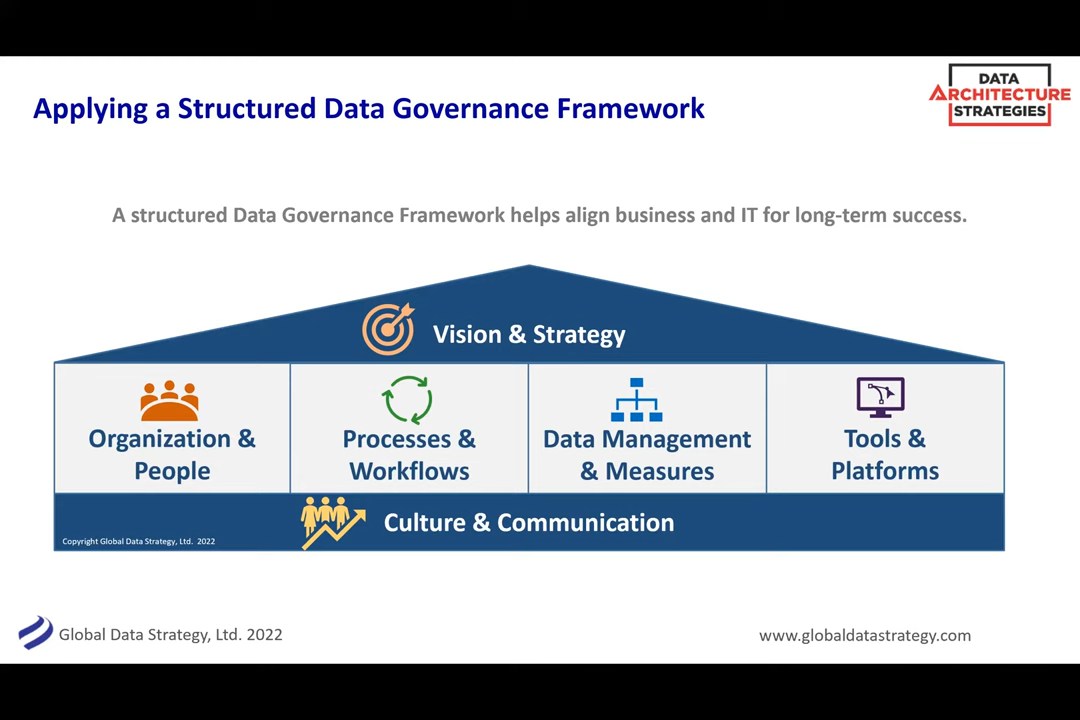 Applying a Structured Data Governance Framework
DATA
ARCHITECTURE
STRATEGIES
A structured Data Governance Framework helps align business and IT for long-term success.
Vision & Strategy
Organization &
People
Processes &
Workflows
Data Management
& Measures
Tools &
Platforms
Culture & Communication
Copyright Global Data Strategy, Ltd. 2022
Global Data Strategy, Ltd. 2022
www.globaldatastrategy.com